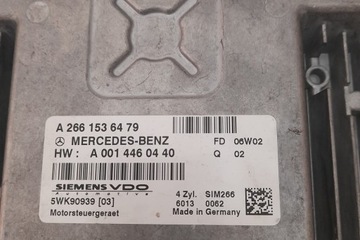 A 266 153 64 79
MERCEDES-BENZ FD 06W02
HW : A 001 446 04 40 Q 02
SIEMENS VDO
Automotive
4 Zyl. SIM266
5WK90939 [03] 6013 0062
Motorsteuergeraet Made in Germany